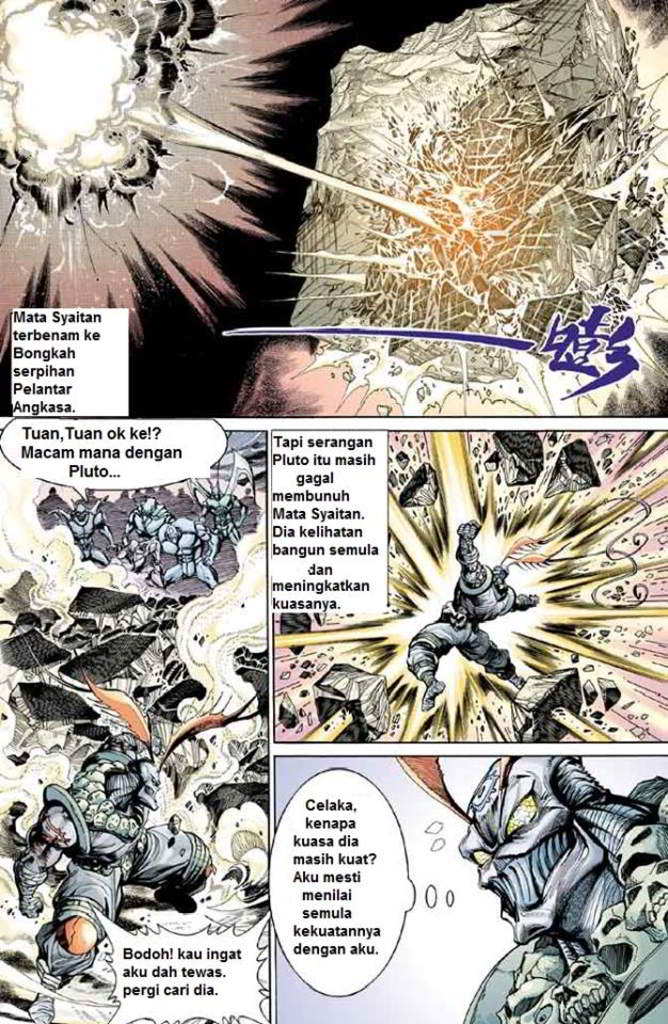 Mata Syaitan
terbenam ke
Bongkah
serpihan
Pelantar
Angkasa.
Tuan,Tuan ok ke!?
Macam mana dengan
Pluto...
Tapi serangan
Pluto itu masih
gagal
membunuh
Mata Syaitan.
Dia kelihatan
bangun semula
dan
meningkatkan
kuasanya.
Bodoh! kau ingat
aku dah tewas.
pergi cari dia.
Celaka,
kenapa
kuasa dia
masih kuat?
Aku mesti
menilai
semula
kekuatannya
dengan aku.